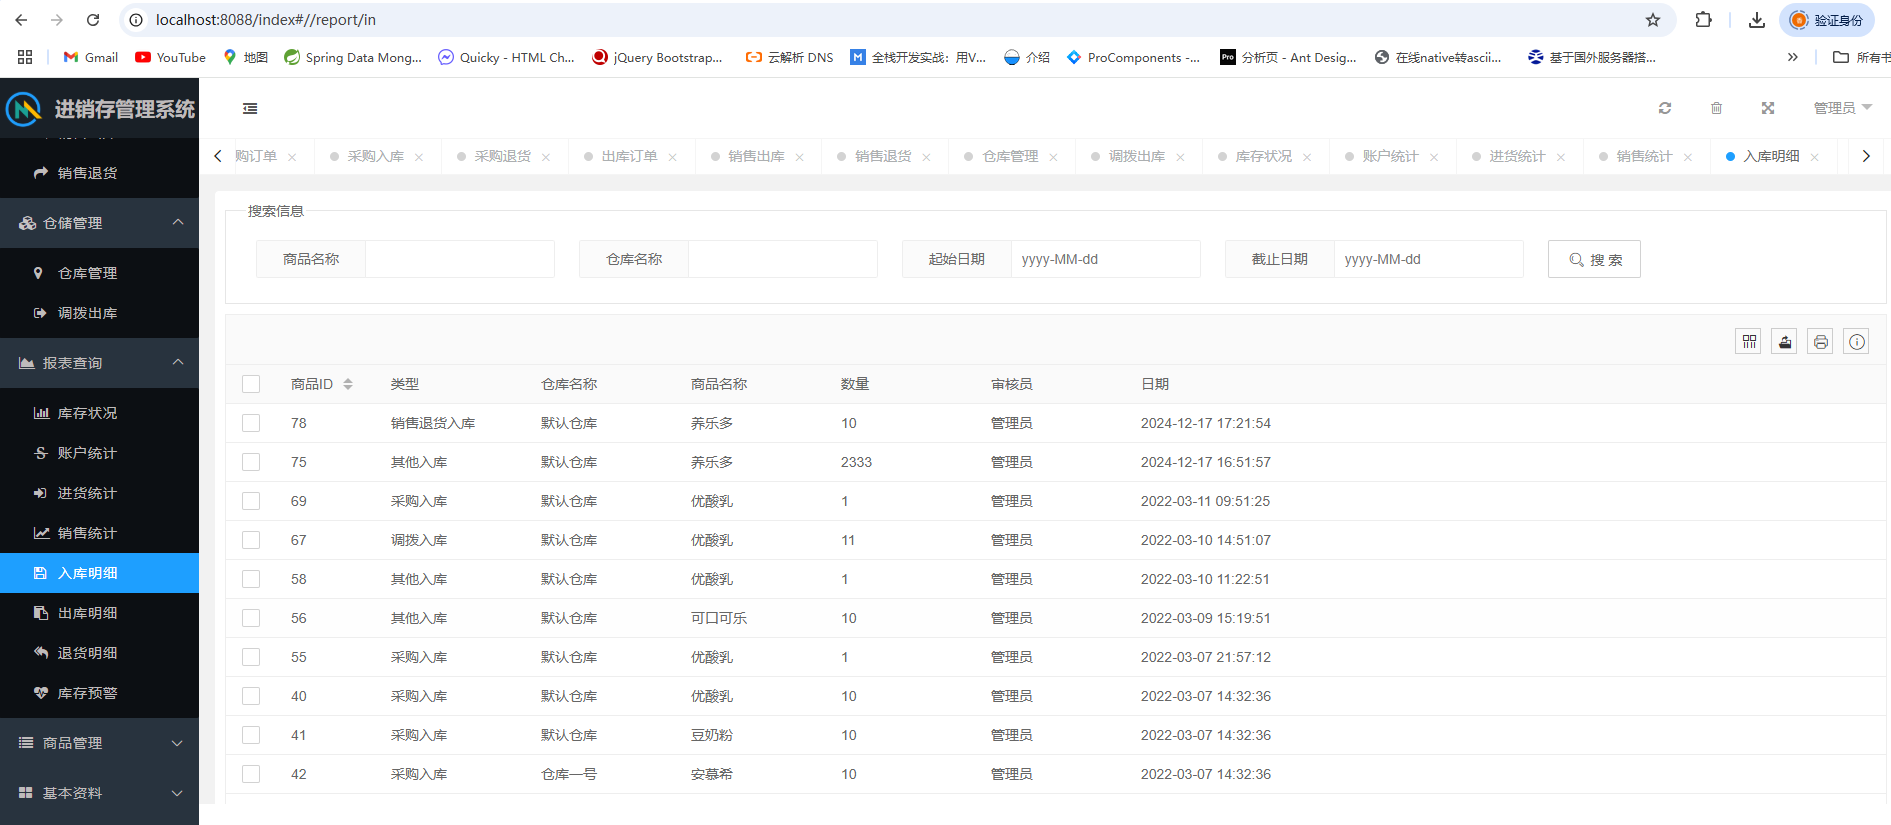 localhost:8088/index#//report/in
验证身份
Gmail
YouTube
地图
Spring Data Mong...
Quicky - HTML Ch...
jQuery Bootstrap...
云解析 DNS
全栈开发实战：用V...
介绍
ProComponents -...
Pro
分析页 - Ant Desig...
在线native转ascii...
基于国外服务器搭...
»
所有书
进销存管理系统
管理员
购订单
采购入库
采购退货
出库订单
销售出库
销售退货
仓库管理
调拨出库
库存状况
账户统计
进货统计
销售统计
入库明细
销售退货
仓储管理
仓库管理
调拨出库
报表查询
库存状况
账户统计
进货统计
销售统计
入库明细
出库明细
退货明细
库存预警
商品管理
基本资料
搜索信息
商品名称
仓库名称
起始日期 yyyy-MM-dd
截止日期 yyyy-MM-dd
搜 索
商品ID 类型 仓库名称 商品名称 数量 审核员 日期
78 销售退货入库 默认仓库 养乐多 10 管理员 2024-12-17 17:21:54
75 其他入库 默认仓库 养乐多 2333 管理员 2024-12-17 16:51:57
69 采购入库 默认仓库 优酸乳 1 管理员 2022-03-11 09:51:25
67 调拨入库 默认仓库 优酸乳 11 管理员 2022-03-10 14:51:07
58 其他入库 默认仓库 优酸乳 1 管理员 2022-03-10 11:22:51
56 其他入库 默认仓库 可口可乐 10 管理员 2022-03-09 15:19:51
55 采购入库 默认仓库 优酸乳 1 管理员 2022-03-07 21:57:12
40 采购入库 默认仓库 优酸乳 10 管理员 2022-03-07 14:32:36
41 采购入库 默认仓库 豆奶粉 10 管理员 2022-03-07 14:32:36
42 采购入库 仓库一号 安慕希 10 管理员 2022-03-07 14:32:36